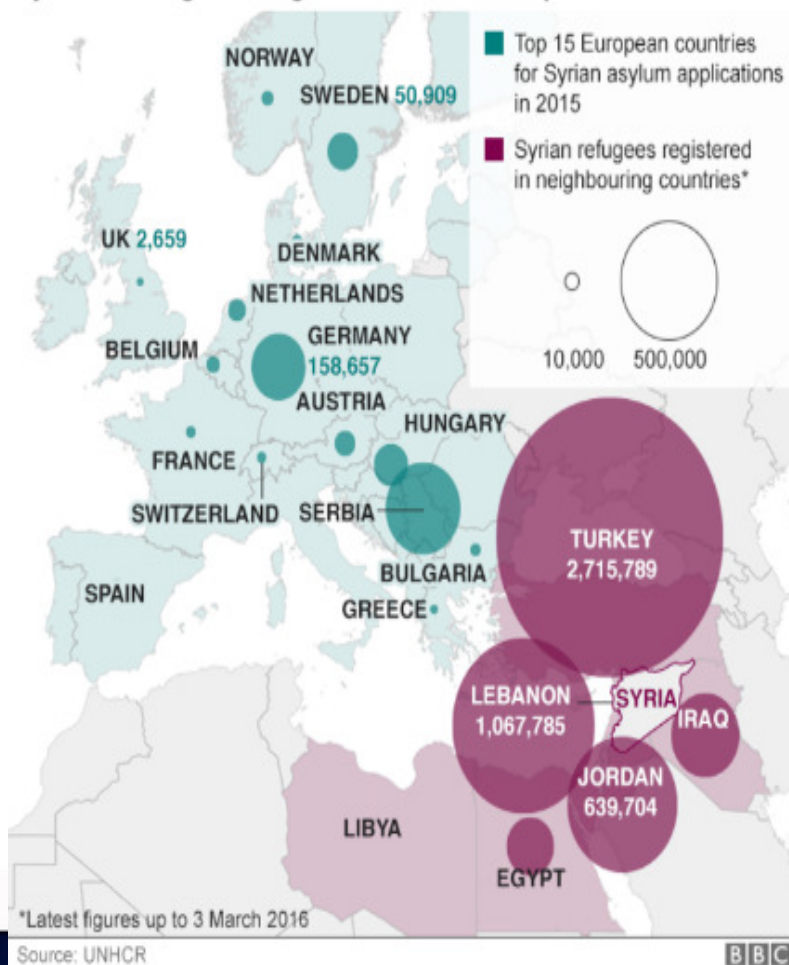 Top 15 European countries
for Syrian asylum applications
in 2015
Syrian refugees registered
in neighbouring countries*
10,000 500,000
NORWAY
SWEDEN 50,909
UK 2,659
DENMARK
NETHERLANDS
GERMANY
158,657
BELGIUM
AUSTRIA
HUNGARY
FRANCE
SWITZERLAND
SERBIA
BULGARIA
SPAIN
GREECE
TURKEY
2,715,789
LEBANON
1,067,785
SYRIA
IRAQ
JORDAN
639,704
LIBYA
EGYPT
*Latest figures up to 3 March 2016
Source: UNHCR
BBC